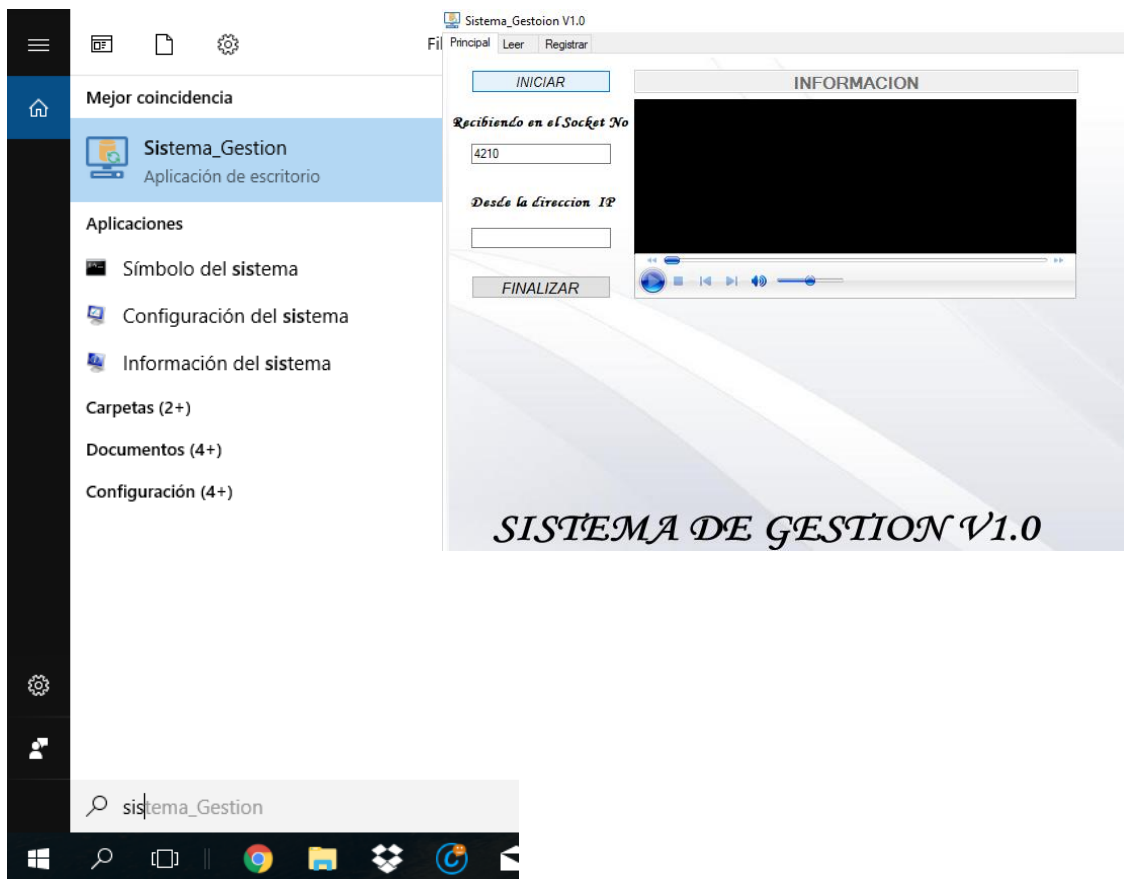 Fil
Mejor coincidencia
Sistema_Gestion
Aplicación de escritorio
Aplicaciones
Símbolo del sistema
Configuración del sistema
Información del sistema
Carpetas (2+)
Documentos (4+)
Configuración (4+)
sistema_Gestion
Sistema_Gestoion V1.0
Principal Leer Registrar
INICIAR
INFORMACION
Recibiendo en el Socket No
4210
Desde la direccion IP
FINALIZAR
SISTEMA DE GESTION V1.0